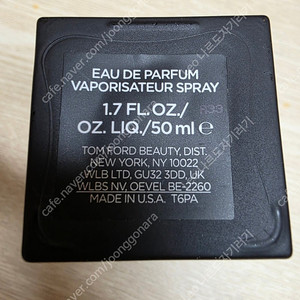 EAU DE PARFUM
VAPORISATEUR SPRAY
1.7 FL.OZ./
OZ. LIQ./50 ml e
TOM FORD BEAUTY, DIST.
NEW YORK, NY 10022
WLB LTD, GU32 3DD, UK
WLBS NV, OEVEL BE-2260
MADE IN U.S.A. T6PA
cafe.naver.com/joonggonara